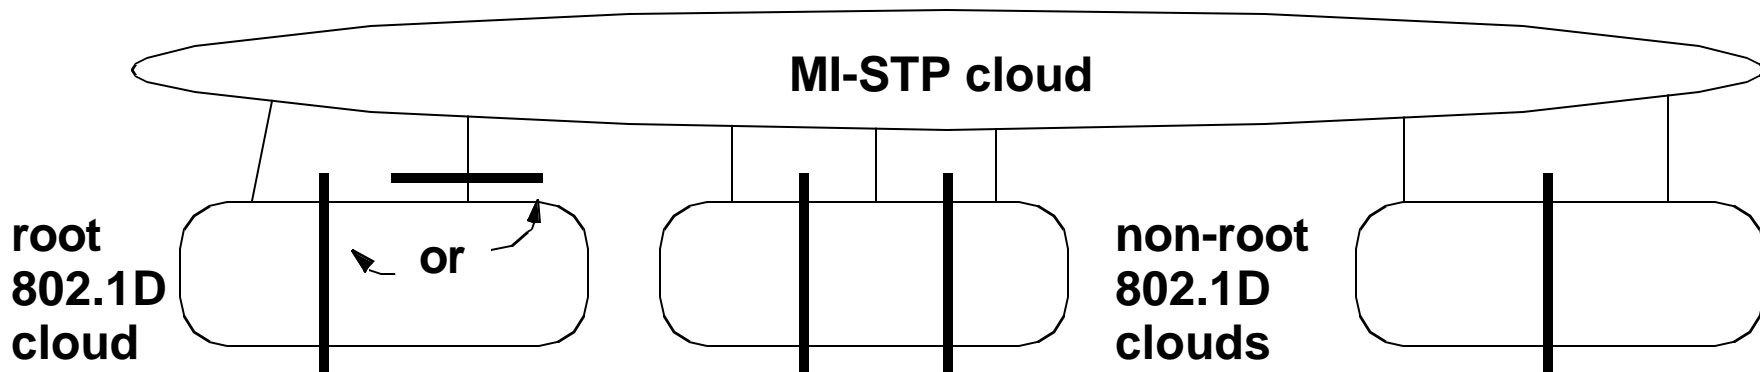 MI-STP cloud
root
802.1D
cloud
or
non-root
802.1D
clouds